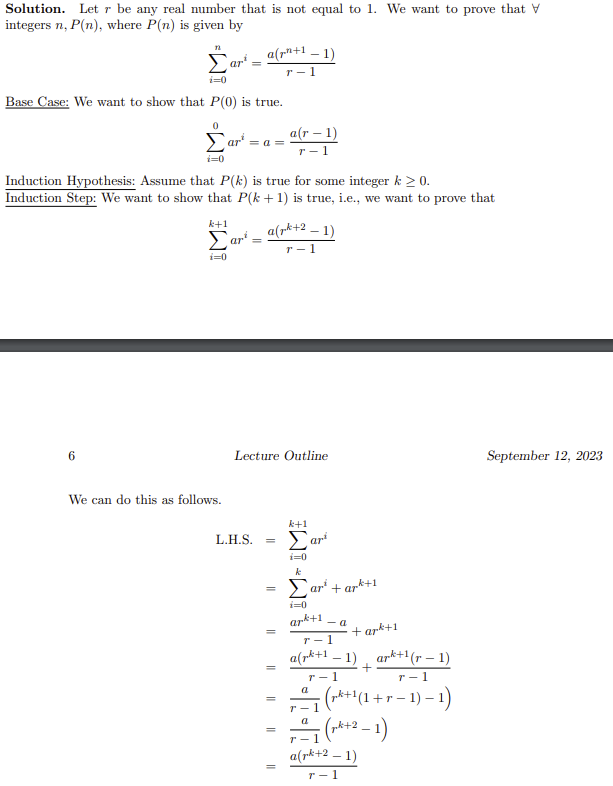 Solution. Let r be any real number that is not equal to 1. We want to prove that ∀
integers n, P(n), where P(n) is given by
\sum_{i=0}^{n} ar^i = \frac{a(r^{n+1} - 1)}{r - 1}
Base Case: We want to show that P(0) is true.
\sum_{i=0}^{0} ar^i = a = \frac{a(r - 1)}{r - 1}
Induction Hypothesis: Assume that P(k) is true for some integer k ≥ 0.
Induction Step: We want to show that P(k + 1) is true, i.e., we want to prove that
\sum_{i=0}^{k+1} ar^i = \frac{a(r^{k+2} - 1)}{r - 1}
6 Lecture Outline September 12, 2023
We can do this as follows.
L.H.S. = \sum_{i=0}^{k+1} ar^i
= \sum_{i=0}^{k} ar^i + ar^{k+1}
= \frac{ar^{k+1} - a}{r - 1} + ar^{k+1}
= \frac{a(r^{k+1} - 1)}{r - 1} + \frac{ar^{k+1}(r - 1)}{r - 1}
= \frac{a}{r - 1} \left( r^{k+1}(1 + r - 1) - 1 \right)
= \frac{a}{r - 1} \left( r^{k+2} - 1 \right)
= \frac{a(r^{k+2} - 1)}{r - 1}